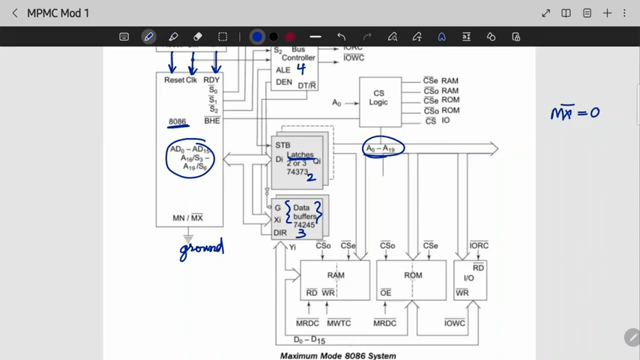 MPMC Mod 1
Reset Clk RDY
S2
Bus
Controller
4
IORC
IOWC
ALE
DEN
DT/R
S0
S1
S2
8086
BHE
A0
CS
Logic
CSe RAM
CSo RAM
CSe ROM
CSo ROM
CS IO
MX = 0
AD0 – AD15
A16/S3 –
A19/S6
STB
Latches
Di 2 or 3 Qi
74373
2
A0 – A19
G Data
Xi buffers
74245
DIR 3
Yi
MN / MX
ground
CSo CSe CSo CSe IORC
RAM
ROM
RD
I/O
WR
RD WR
OE
MRDC MWTC MRDC IOWC
D0 – D15
Maximum Mode 8086 System